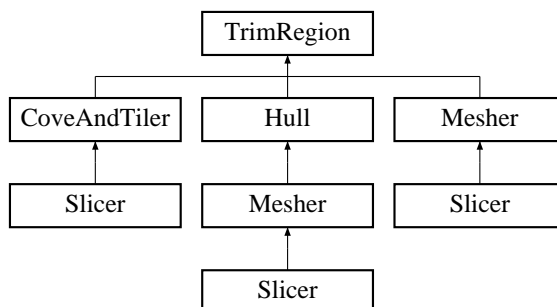 TrimRegion
CoveAndTiler
Hull
Mesher
Slicer
Mesher
Slicer
Slicer